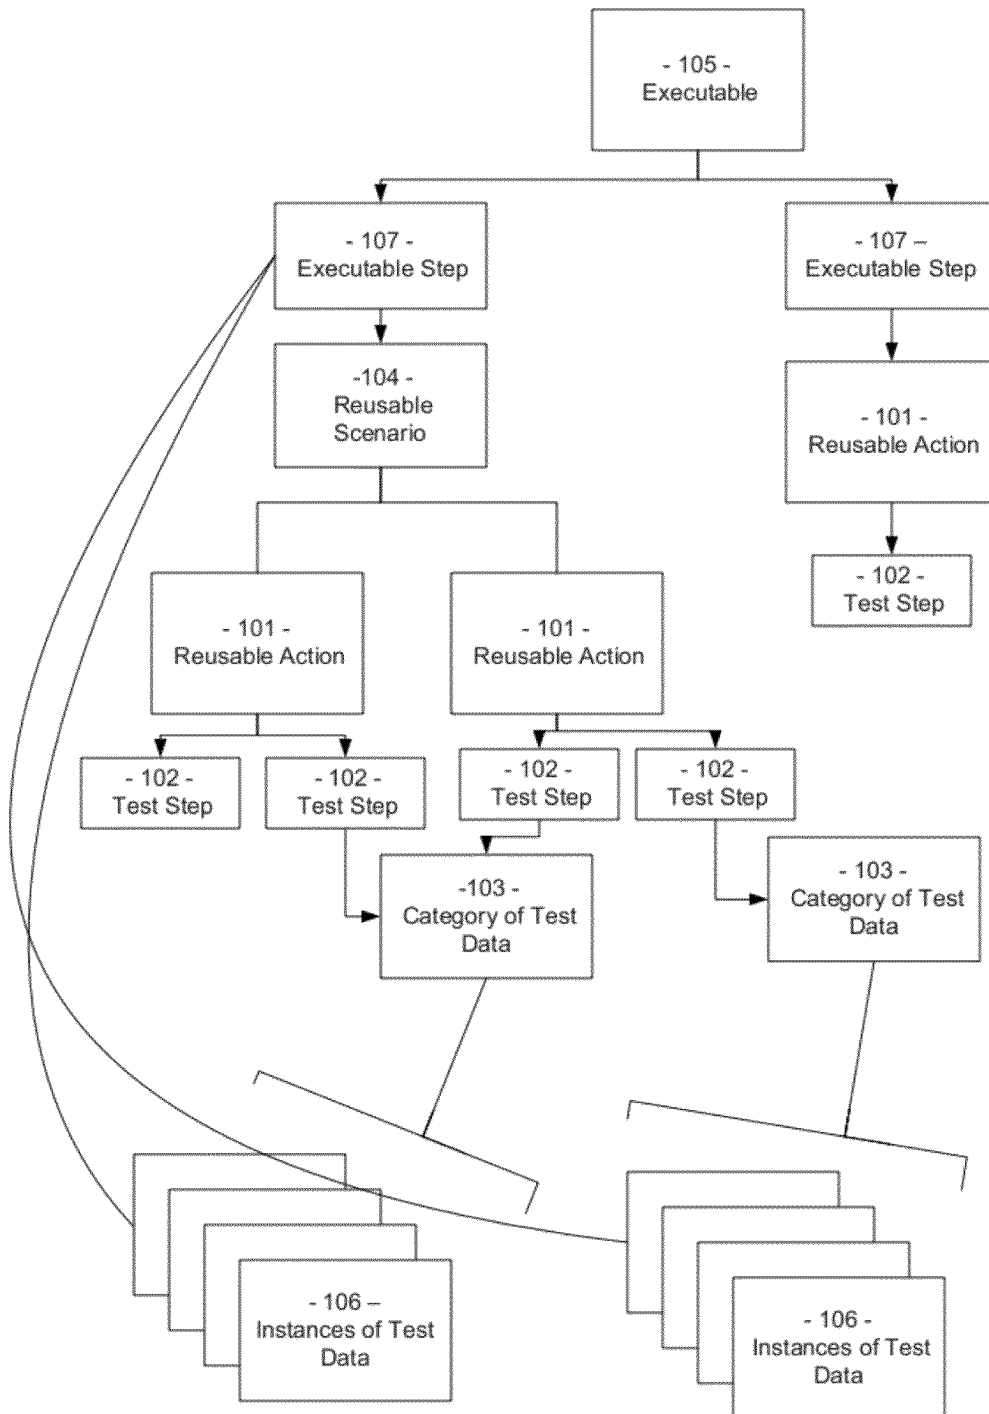 - 105 -
Executable
- 107 -
Executable Step
- 107 –
Executable Step
-104 -
Reusable
Scenario
- 101 -
Reusable Action
- 102 -
Test Step
- 101 -
Reusable Action
- 101 -
Reusable Action
- 102 -
Test Step
- 102 -
Test Step
- 102 -
Test Step
- 102 -
Test Step
-103 -
Category of Test
Data
- 103 -
Category of Test
Data
- 106 –
Instances of Test
Data
- 106 -
Instances of Test
Data